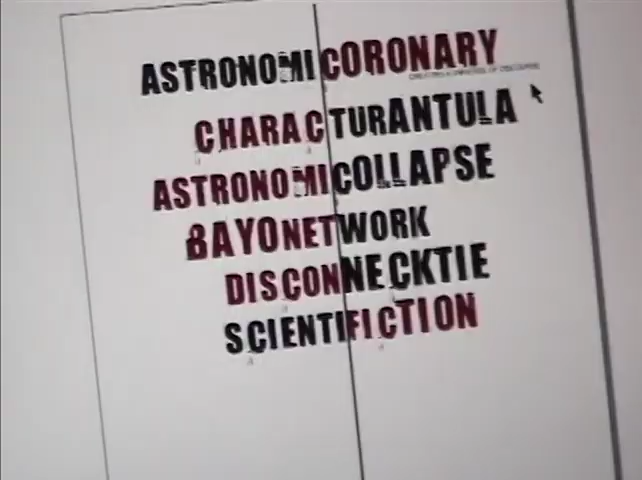 ASTRONOMICORONARY
CHARACTURANTULA
ASTRONOMICOLLAPSE
BAYONETWORK
DISCONNECKTIE
SCIENTIFICTION